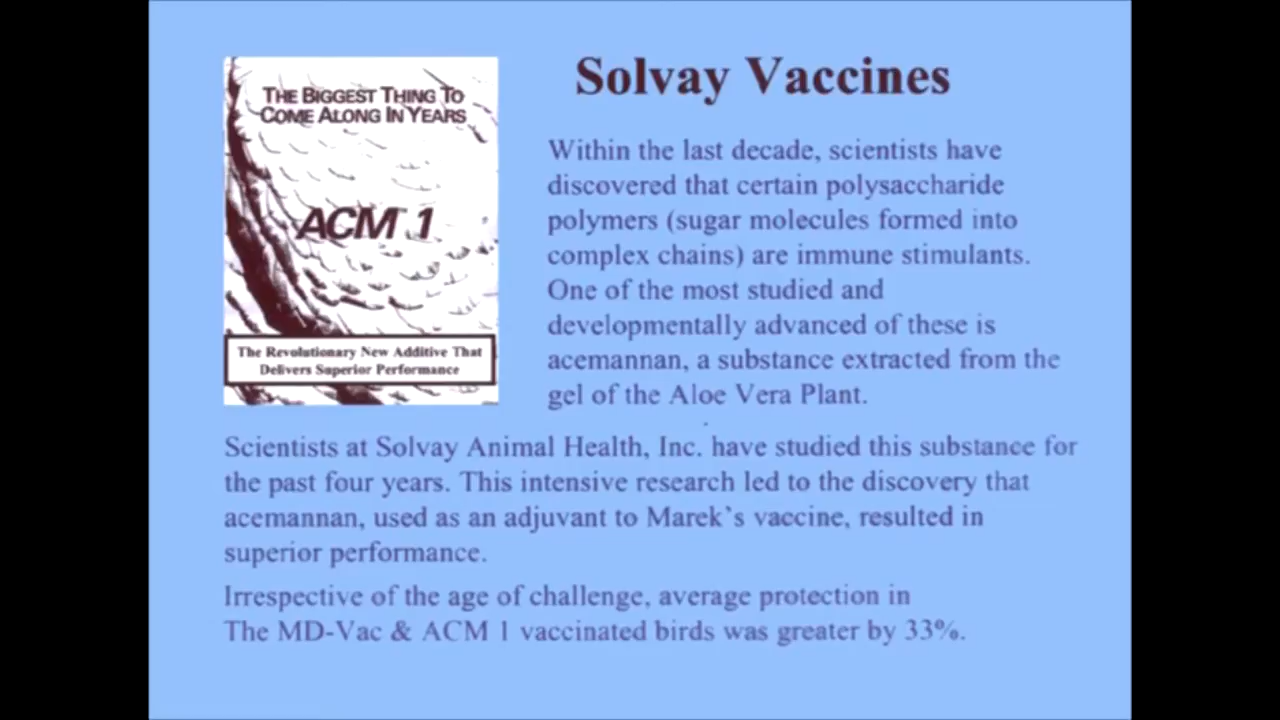 Solvay Vaccines
THE BIGGEST THING TO
COME ALONG IN YEARS
ACM™ 1
The Revolutionary New Additive That
Delivers Superior Performance
Within the last decade, scientists have
discovered that certain polysaccharide
polymers (sugar molecules formed into
complex chains) are immune stimulants.
One of the most studied and
developmentally advanced of these is
acemannan, a substance extracted from the
gel of the Aloe Vera Plant.
Scientists at Solvay Animal Health, Inc. have studied this substance for
the past four years. This intensive research led to the discovery that
acemannan, used as an adjuvant to Marek's vaccine, resulted in
superior performance.
Irrespective of the age of challenge, average protection in
The MD-Vac & ACM 1 vaccinated birds was greater by 33%.